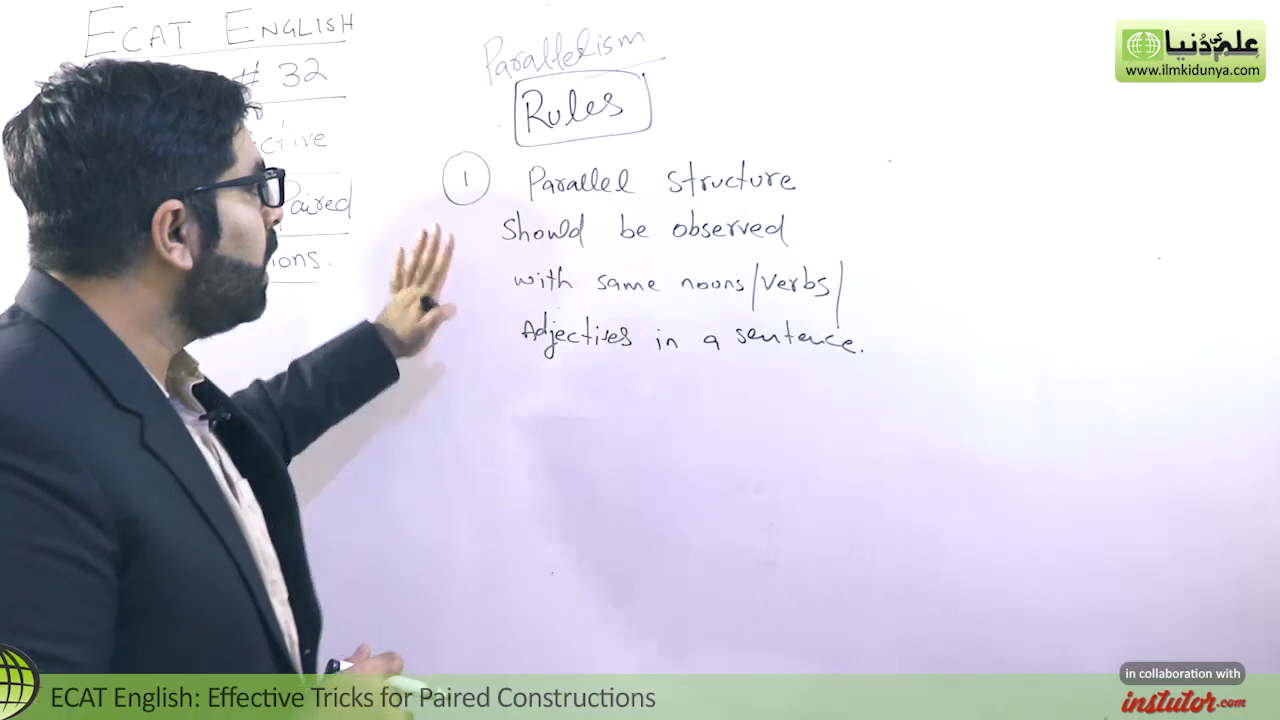 ECAT ENGLISH
# 32
ctive
Paired
ions.
Parallelism
Rules
1 Parallel structure
should be observed
with same nouns/verbs/
Adjectives in a sentence.
علم کی دنیا
www.ilmkidunya.com
ECAT English: Effective Tricks for Paired Constructions
in collaboration with
instutor.com